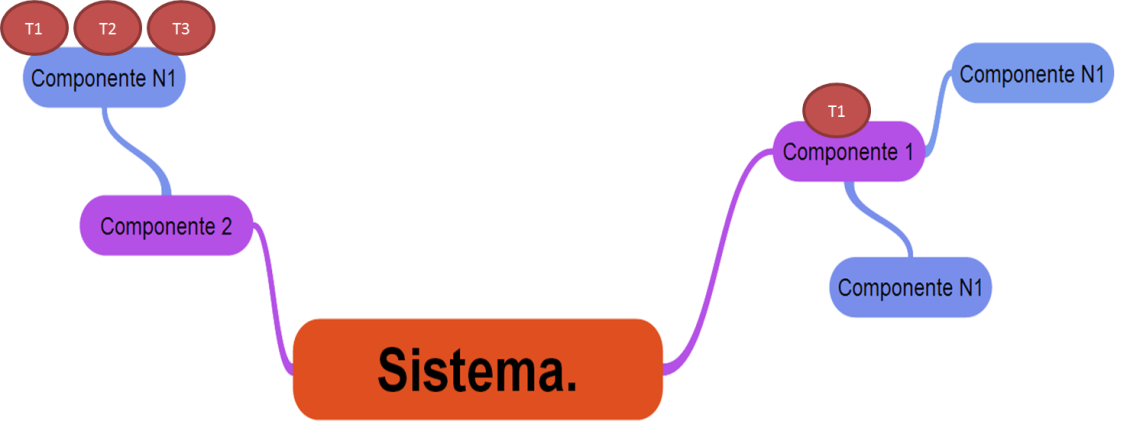 T1
T2
T3
Componente N1
Componente 2
Sistema.
T1
Componente 1
Componente N1
Componente N1